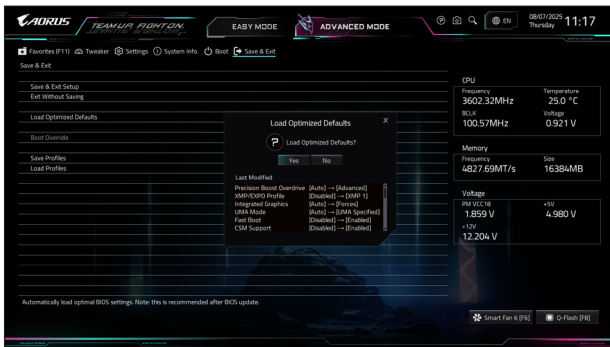 AORUS
TEAM UP. FIGHT ON.
EASY MODE
ADVANCED MODE
EN
08/07/2025
Thursday
11:17
Favorites (F11) Tweaker Settings System Info. Boot Save & Exit
Save & Exit
Save & Exit Setup
Exit Without Saving
Load Optimized Defaults
Boot Override
Save Profiles
Load Profiles
Load Optimized Defaults X
Load Optimized Defaults?
Yes No
Last Modified
Precision Boost Overdrive [Auto] → [Advanced]
XMP/EXPO Profile [Disabled] → [XMP 1]
Integrated Graphics [Auto] → [Forces]
UMA Mode [Auto] → [UMA Specified]
Fast Boot [Disabled] → [Enabled]
CSM Support [Disabled] → [Enabled]
CPU
Frequency Temperature
3602.32MHz 25.0 °C
BCLK Voltage
100.57MHz 0.921 V
Memory
Frequency Size
4827.69MT/s 16384MB
Voltage
PM VCC18 +5V
1.859 V 4.980 V
+12V
12.204 V
Automatically load optimal BIOS settings. Note: this is recommended after BIOS update.
Smart Fan 6 [F6] Q-Flash [F8]